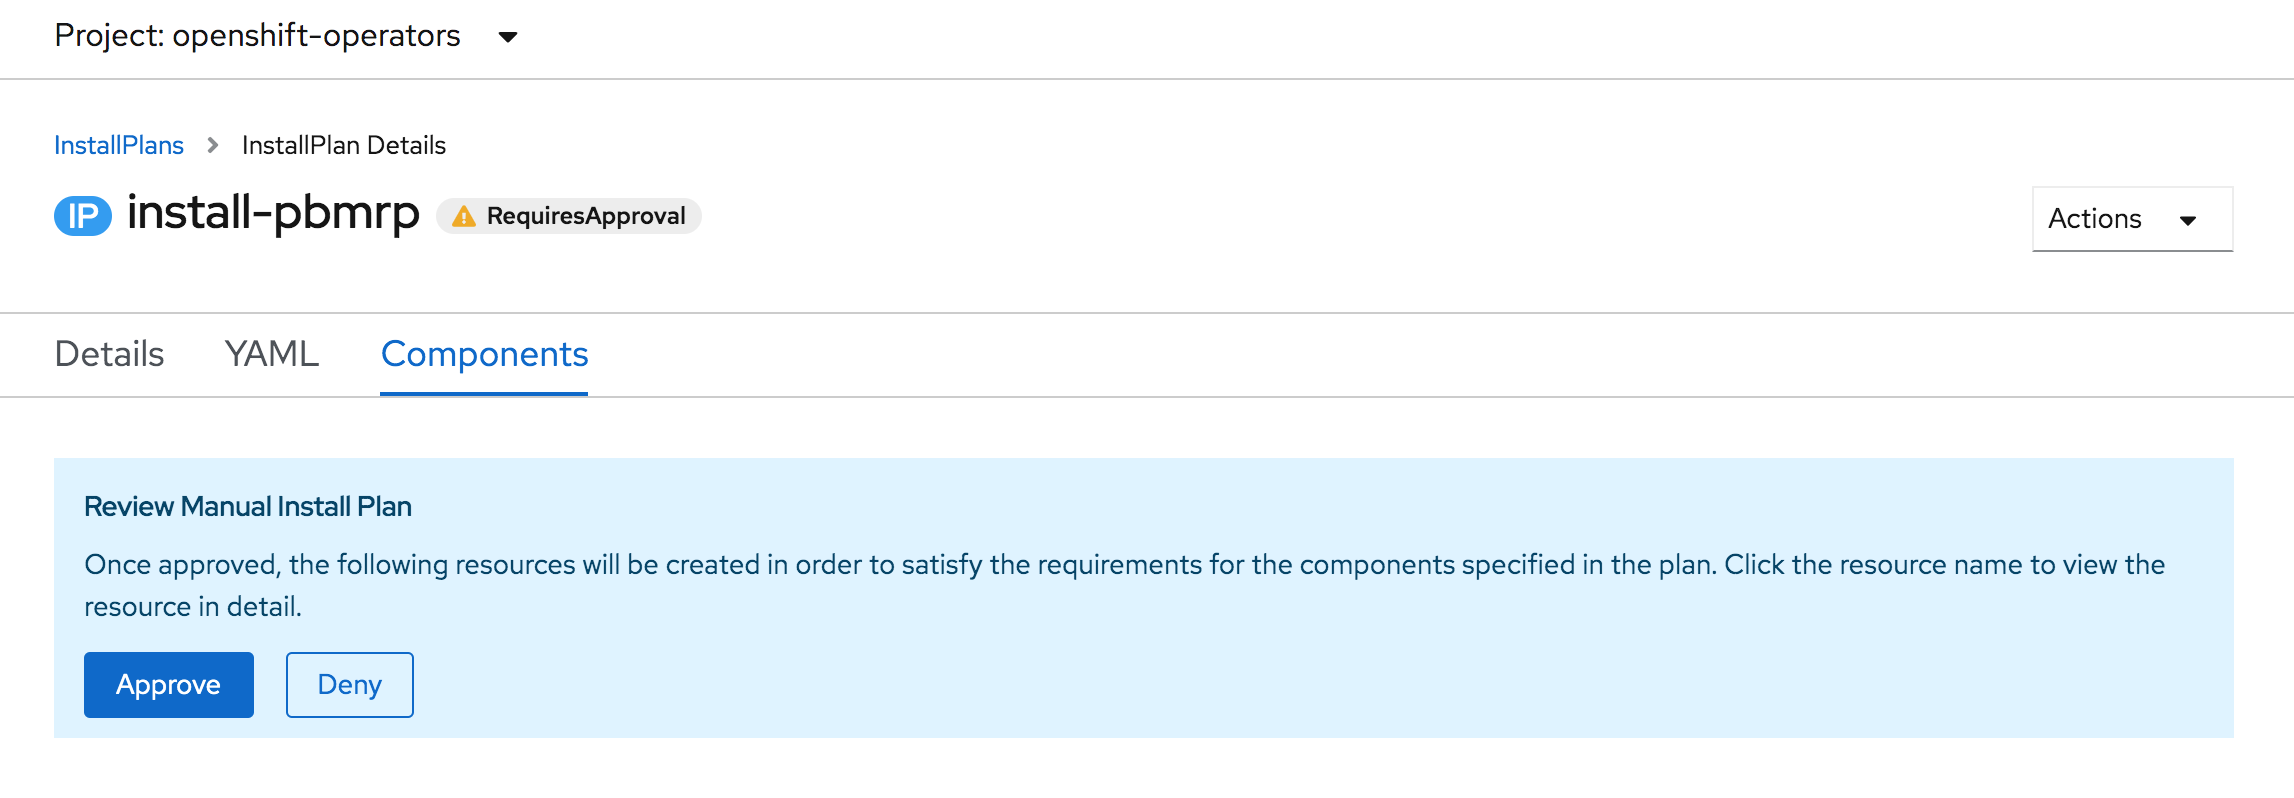 Project: openshift-operators
InstallPlans > InstallPlan Details
IP install-pbmrp RequiresApproval
Actions
Details YAML Components
Review Manual Install Plan
Once approved, the following resources will be created in order to satisfy the requirements for the components specified in the plan. Click the resource name to view the
resource in detail.
Approve Deny